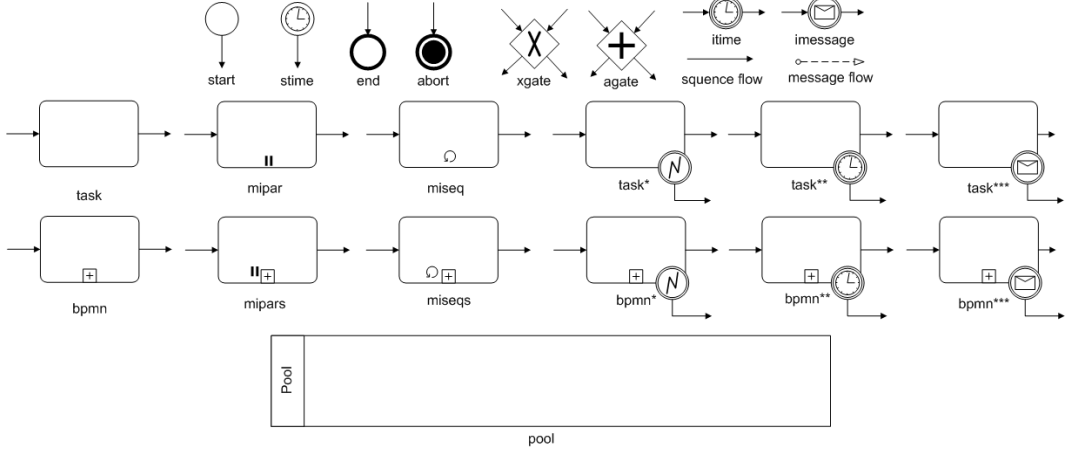 start
stime
end
abort
xgate
agate
itime
imessage
squence flow
message flow
task
mipar
miseq
task*
task**
task***
bpmn
mipars
miseqs
bpmn*
bpmn**
bpmn***
Pool
pool